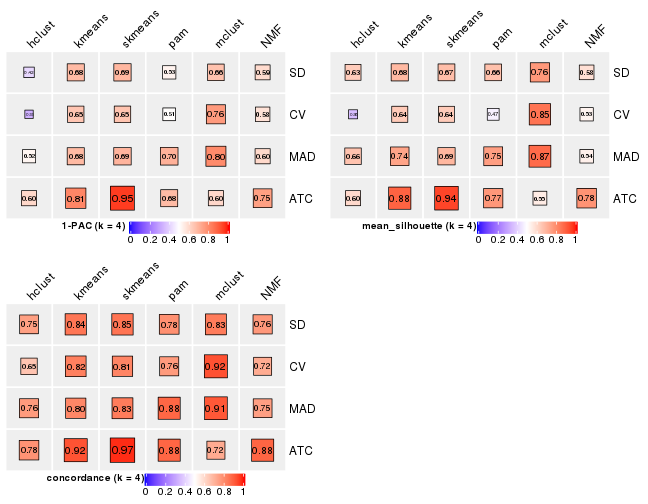 hclust kmeans skmeans pam mclust NMF
0.68 0.69 0.53 0.66 0.59 SD
0.65 0.65 0.51 0.76 0.58 CV
0.52 0.68 0.69 0.70 0.80 0.60 MAD
0.60 0.81 0.95 0.68 0.60 0.75 ATC
1-PAC (k = 4)
0 0.2 0.4 0.6 0.8 1
hclust kmeans skmeans pam mclust NMF
0.63 0.68 0.67 0.66 0.76 0.58 SD
0.64 0.64 0.47 0.85 0.53 CV
0.66 0.74 0.69 0.75 0.87 0.54 MAD
0.60 0.88 0.94 0.77 0.55 0.78 ATC
mean_silhouette (k = 4)
0 0.2 0.4 0.6 0.8 1
hclust kmeans skmeans pam mclust NMF
0.75 0.84 0.85 0.78 0.83 0.76 SD
0.65 0.82 0.81 0.76 0.92 0.72 CV
0.76 0.80 0.83 0.88 0.91 0.75 MAD
0.78 0.92 0.97 0.88 0.72 0.88 ATC
concordance (k = 4)
0 0.2 0.4 0.6 0.8 1